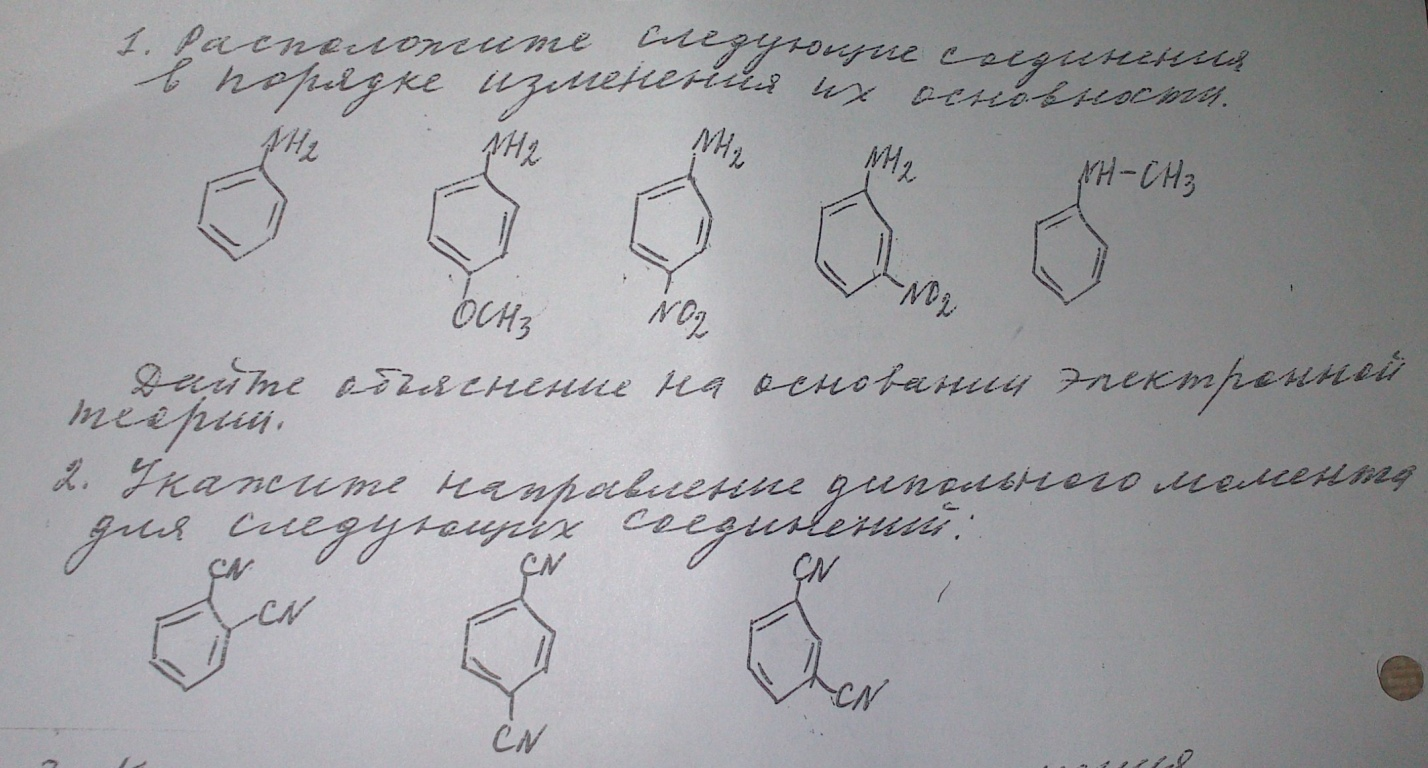 1. Расположите следующие соединения
в порядке изменения их основности.
NH2 NH2 NH2 NH2 NH-CH3
OCH3 NO2 NO2
Дайте объяснение на основании электронной
теории.
2. Укажите направление дипольного момента
для следующих соединений:
CN CN CN
CN CN
CN